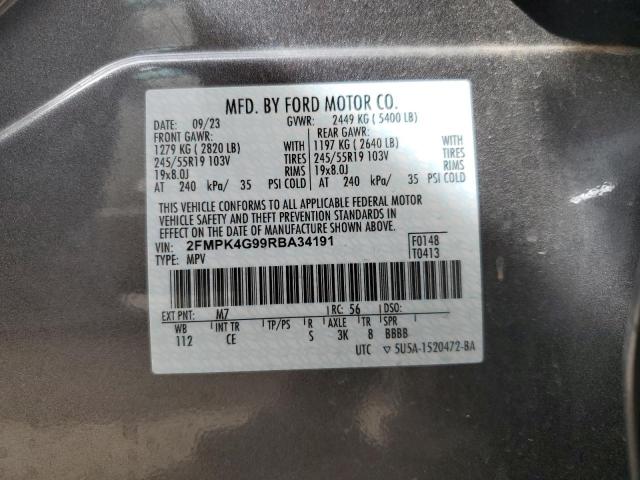 MFD. BY FORD MOTOR CO.
DATE: 09/23 GVWR: 2449 KG ( 5400 LB)
FRONT GAWR: REAR GAWR:
1279 KG ( 2820 LB) WITH 1197 KG ( 2640 LB) WITH
245/55R19 103V TIRES 245/55R19 103V TIRES
19x8.0J RIMS 19x8.0J RIMS
AT 240 kPa/ 35 PSI COLD AT 240 kPa/ 35 PSI COLD
THIS VEHICLE CONFORMS TO ALL APPLICABLE FEDERAL MOTOR
VEHICLE SAFETY AND THEFT PREVENTION STANDARDS IN
EFFECT ON THE DATE OF MANUFACTURE SHOWN ABOVE.
VIN: 2FMPK4G99RBA34191 F0148
TYPE: MPV T0413
EXT PNT: M7 RC: 56 DSO:
WB INT TR TP/PS R AXLE TR SPR
112 CE S 3K 8 BBBB
UTC ▽ 5U5A-1520472-BA